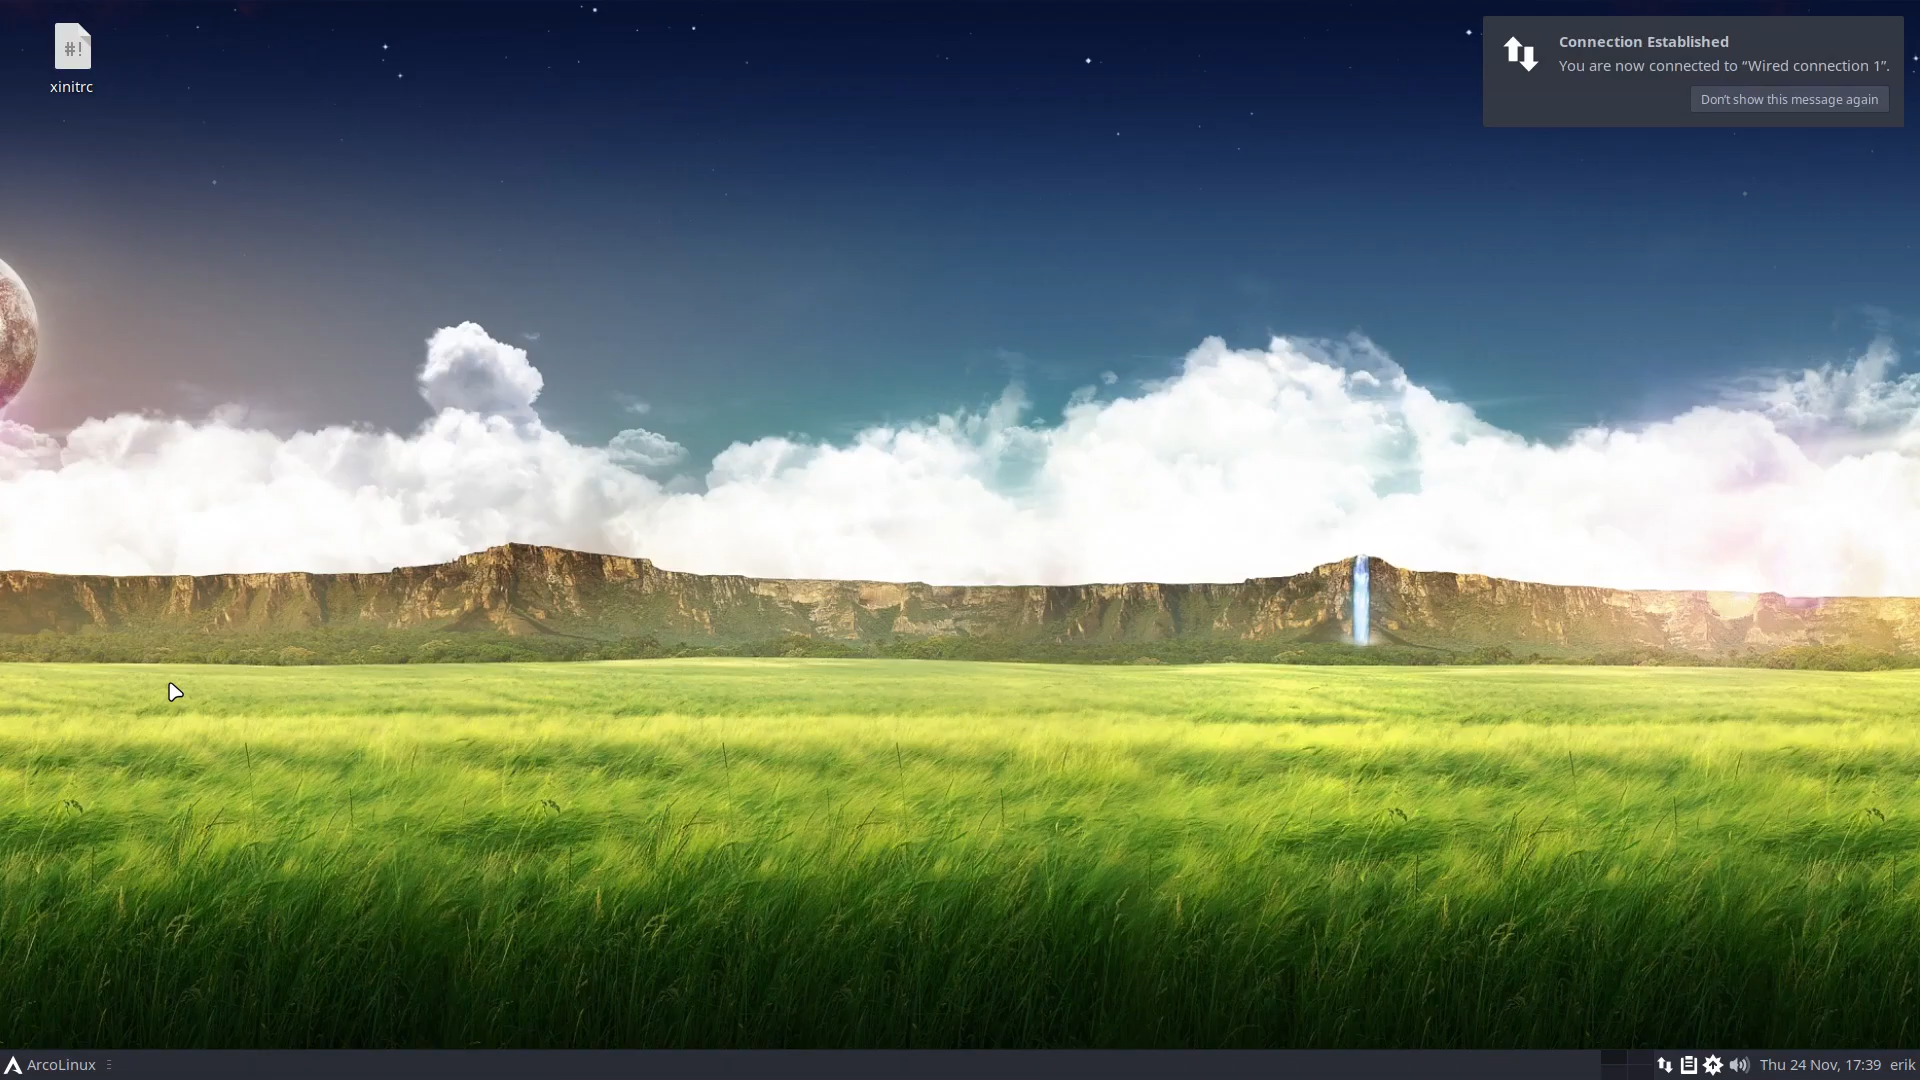 #!
xinitrc
Connection Established
You are now connected to “Wired connection 1”.
Don't show this message again
ArcoLinux
Thu 24 Nov, 17:39 erik